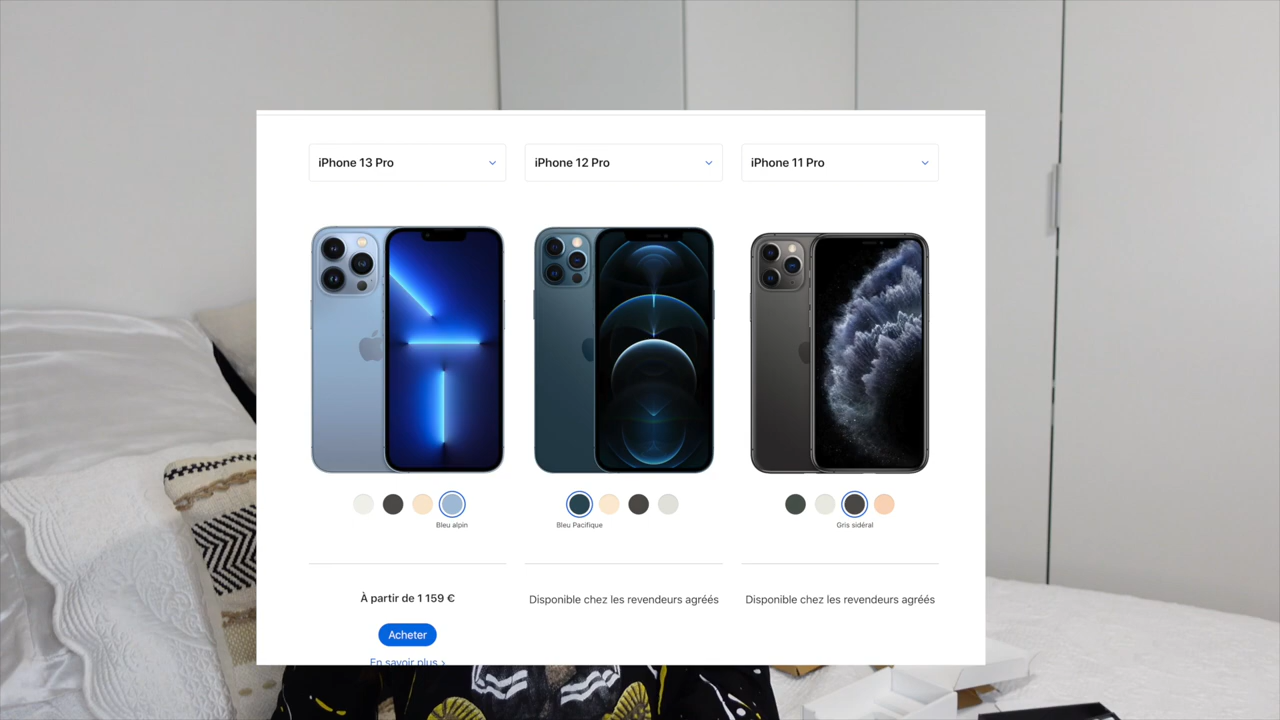 iPhone 13 Pro
iPhone 12 Pro
iPhone 11 Pro
Bleu alpin
Bleu Pacifique
Gris sidéral
À partir de 1 159 €
Disponible chez les revendeurs agréés
Disponible chez les revendeurs agréés
Acheter
En savoir plus ›